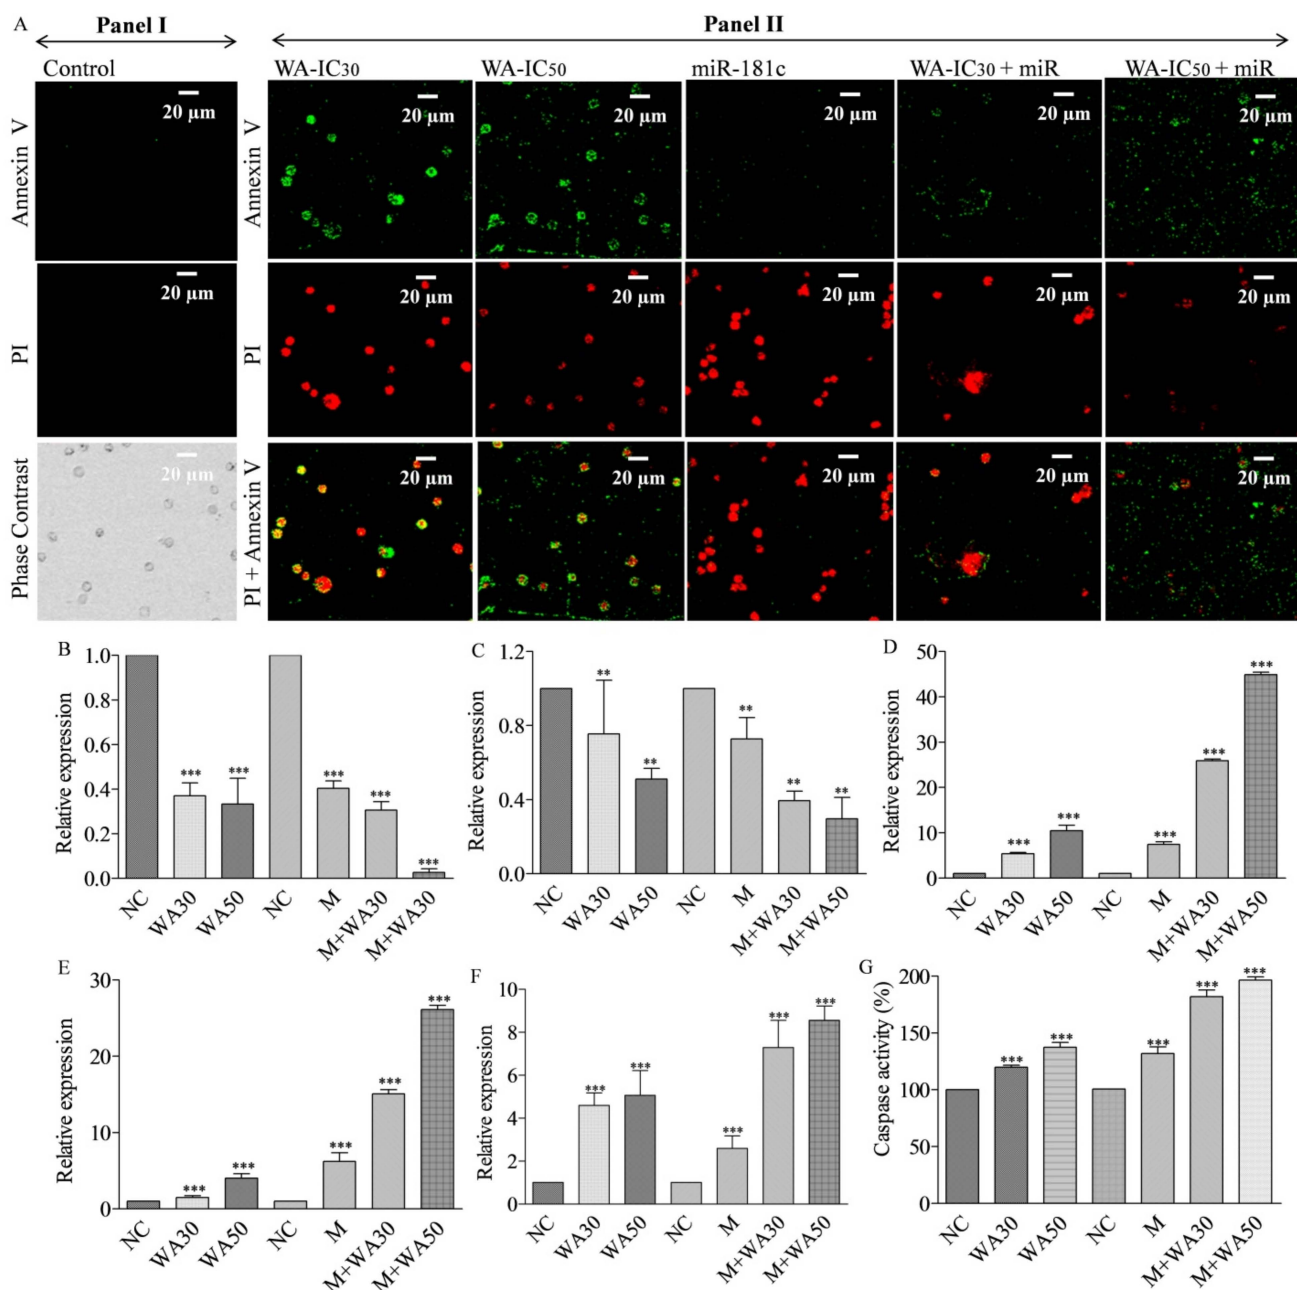 A
Panel I
Panel II
Control
WA-IC30
WA-IC50
miR-181c
WA-IC30 + miR
WA-IC50 + miR
Annexin V
20 µm
Annexin V
20 µm
20 µm
20 µm
20 µm
20 µm
PI
20 µm
PI
20 µm
20 µm
20 µm
20 µm
20 µm
Phase Contrast
20 µm
PI + Annexin V
20 µm
20 µm
20 µm
20 µm
20 µm
B
Relative expression
1.0
0.8
0.6
0.4
0.2
0.0
***
***
***
***
***
NC
WA30
WA50
NC
M
M+WA30
M+WA30
C
Relative expression
1.2
0.8
0.4
0.0
**
**
**
**
**
NC
WA30
WA50
NC
M
M+WA30
M+WA50
D
Relative expression
50
45
30
20
10
0
***
***
***
***
***
NC
WA30
WA50
NC
M
M+WA30
M+WA50
E
Relative expression
30
20
10
0
***
***
***
***
***
NC
WA30
WA50
NC
M
M+WA30
M+WA50
F
Relative expression
10
8
6
4
2
0
***
***
***
***
***
NC
WA30
WA50
NC
M
M+WA30
M+WA50
G
Caspase activity (%)
200
150
100
50
0
***
***
***
***
***
NC
WA30
WA50
NC
M
M+WA30
M+WA50